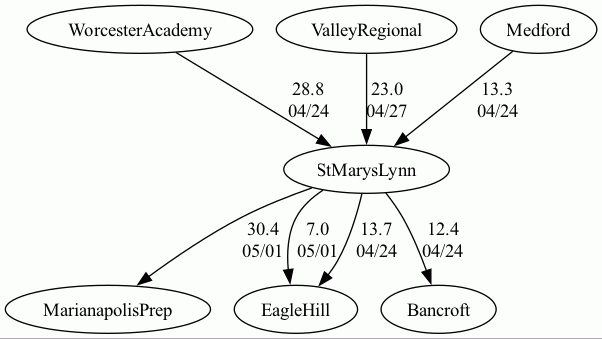 WorcesterAcademy
ValleyRegional
Medford
28.8
04/24
23.0
04/27
13.3
04/24
StMarysLynn
30.4
05/01
7.0
05/01
13.7
04/24
12.4
04/24
MarianapolisPrep
EagleHill
Bancroft